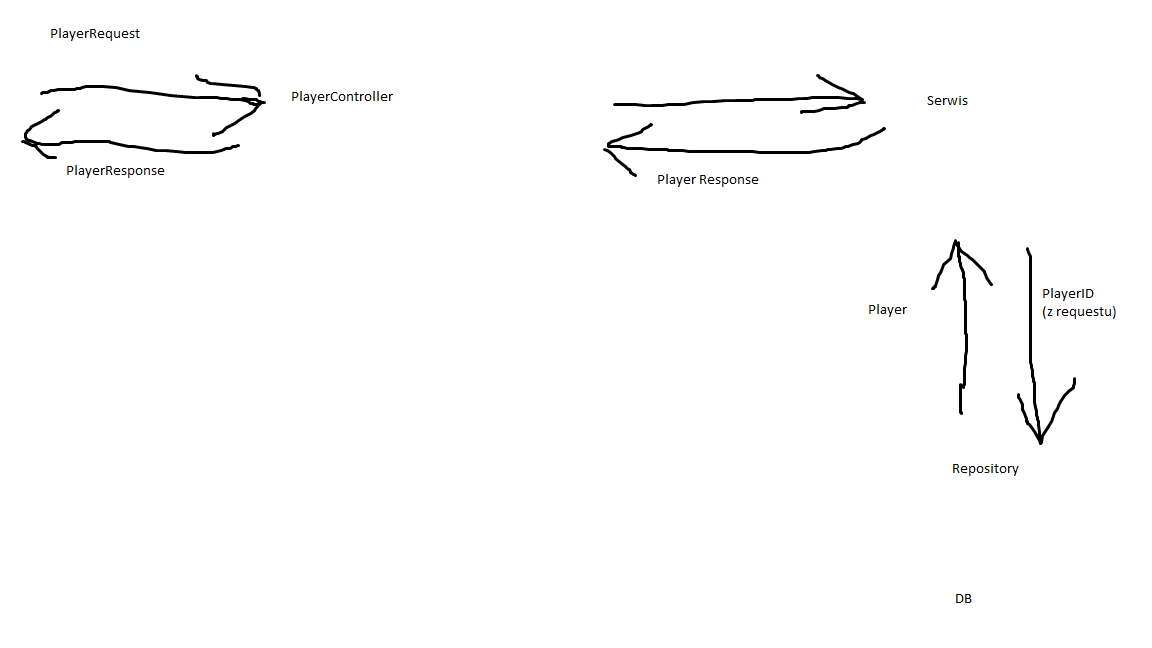 PlayerRequest
PlayerController
Serwis
PlayerResponse
Player Response
PlayerID
(z requestu)
Player
Repository
DB